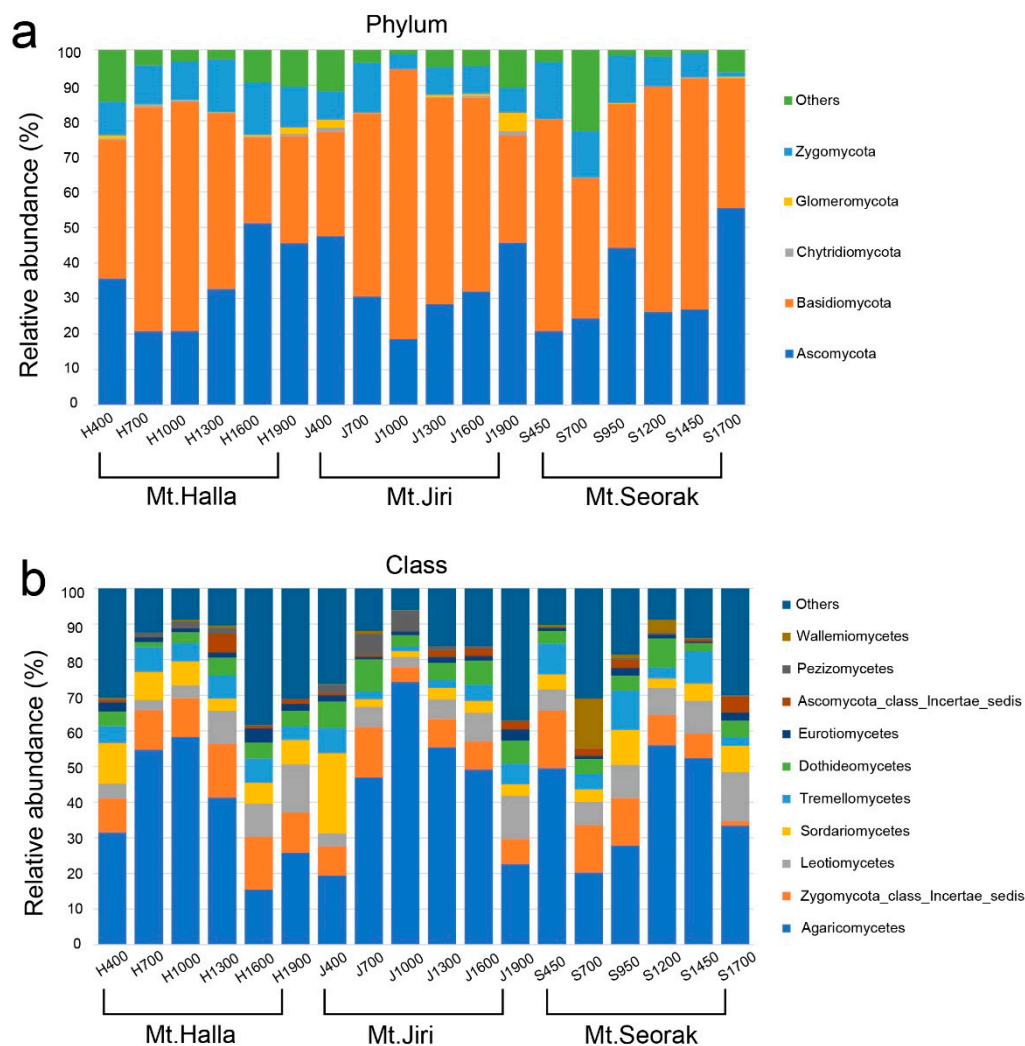 a
Phylum
Relative abundance (%)
100
90
80
70
60
50
40
30
20
10
0
H400 H700 H1000 H1300 H1600 H1900 J400 J700 J1000 J1300 J1600 J1900 S450 S700 S950 S1200 S1450 S1700
Mt.Halla Mt.Jiri Mt.Seorak
Others
Zygomycota
Glomeromycota
Chytridiomycota
Basidiomycota
Ascomycota
b
Class
Relative abundance (%)
100
90
80
70
60
50
40
30
20
10
0
H400 H700 H1000 H1300 H1600 H1900 J400 J700 J1000 J1300 J1600 J1900 S450 S700 S950 S1200 S1450 S1700
Mt.Halla Mt.Jiri Mt.Seorak
Others
Wallemiomycetes
Pezizomycetes
Ascomycota_class_Incertae_sedis
Eurotiomycetes
Dothideomycetes
Tremellomycetes
Sordariomycetes
Leotiomycetes
Zygomycota_class_Incertae_sedis
Agaricomycetes